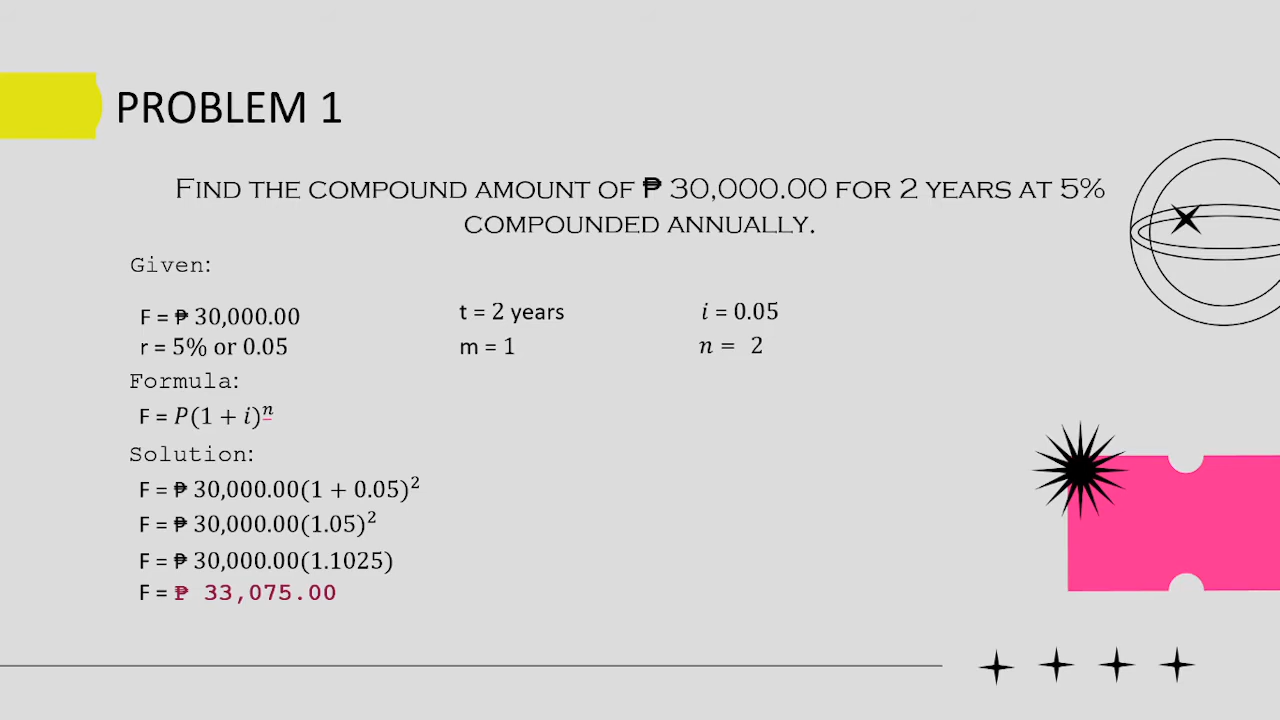 PROBLEM 1
FIND THE COMPOUND AMOUNT OF ₱ 30,000.00 FOR 2 YEARS AT 5%
COMPOUNDED ANNUALLY.
Given:
F = ₱ 30,000.00 t = 2 years i = 0.05
r = 5% or 0.05 m = 1 n = 2
Formula:
F = P(1 + i)ⁿ
Solution:
F = ₱ 30,000.00(1 + 0.05)²
F = ₱ 30,000.00(1.05)²
F = ₱ 30,000.00(1.1025)
F = ₱ 33,075.00